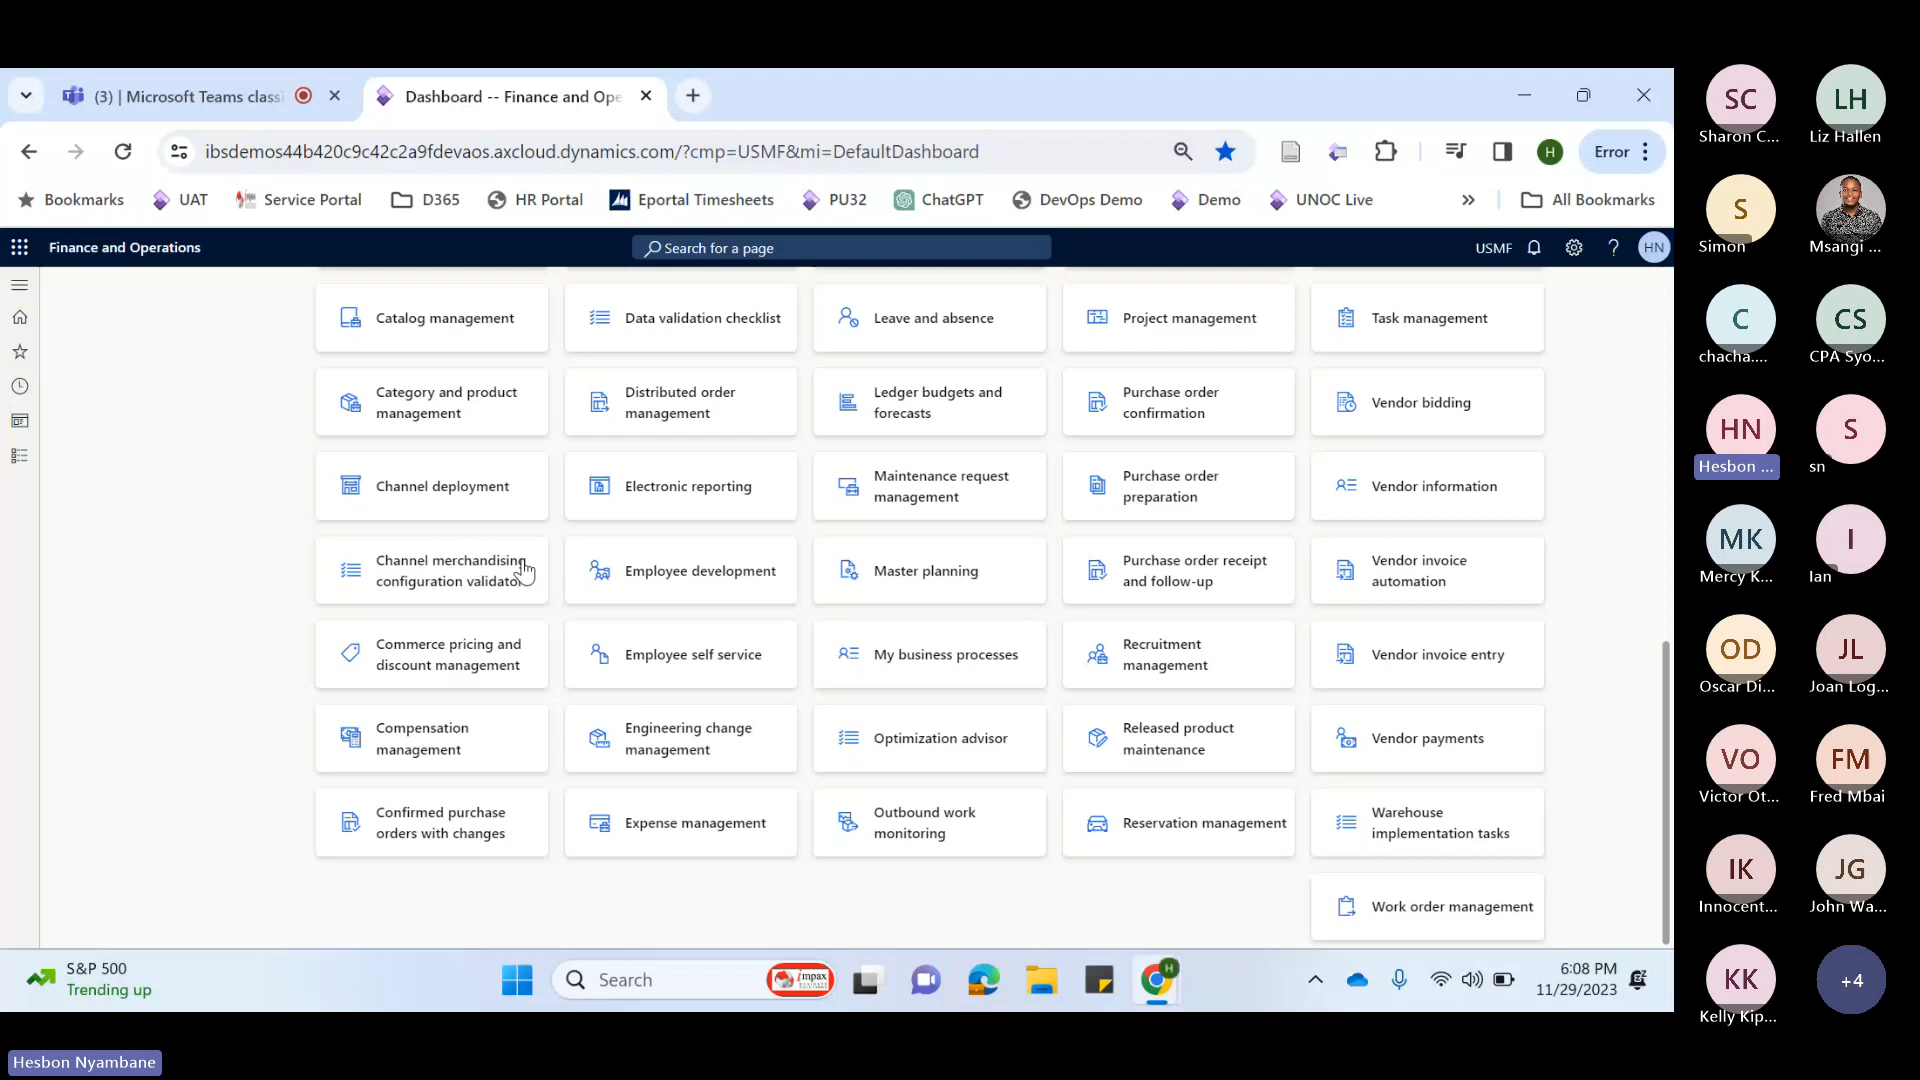 (3) | Microsoft Teams classi
Dashboard -- Finance and Ope
ibsdemos44b420c9c42c2a9fdevaos.axcloud.dynamics.com/?cmp=USMF&mi=DefaultDashboard
H
Error
Bookmarks
UAT
Service Portal
D365
HR Portal
Eportal Timesheets
PU32
ChatGPT
DevOps Demo
Demo
UNOC Live
»
All Bookmarks
Finance and Operations
Search for a page
USMF
?
HN
Catalog management
Data validation checklist
Leave and absence
Project management
Task management
Category and product
management
Distributed order
management
Ledger budgets and
forecasts
Purchase order
confirmation
Vendor bidding
Channel deployment
Electronic reporting
Maintenance request
management
Purchase order
preparation
Vendor information
Channel merchandising
configuration validator
Employee development
Master planning
Purchase order receipt
and follow-up
Vendor invoice
automation
Commerce pricing and
discount management
Employee self service
My business processes
Recruitment
management
Vendor invoice entry
Compensation
management
Engineering change
management
Optimization advisor
Released product
maintenance
Vendor payments
Confirmed purchase
orders with changes
Expense management
Outbound work
monitoring
Reservation management
Warehouse
implementation tasks
Work order management
S&P 500
Trending up
Search
impax
H
6:08 PM
11/29/2023
Hesbon Nyambane
SC
Sharon C...
LH
Liz Hallen
S
Simon
Msangi ...
C
chacha....
CS
CPA Syo...
HN
Hesbon ...
S
sn
MK
Mercy K...
I
Ian
OD
Oscar Di...
JL
Joan Log...
VO
Victor Ot...
FM
Fred Mbai
IK
Innocent...
JG
John Wa...
KK
Kelly Kip...
+4